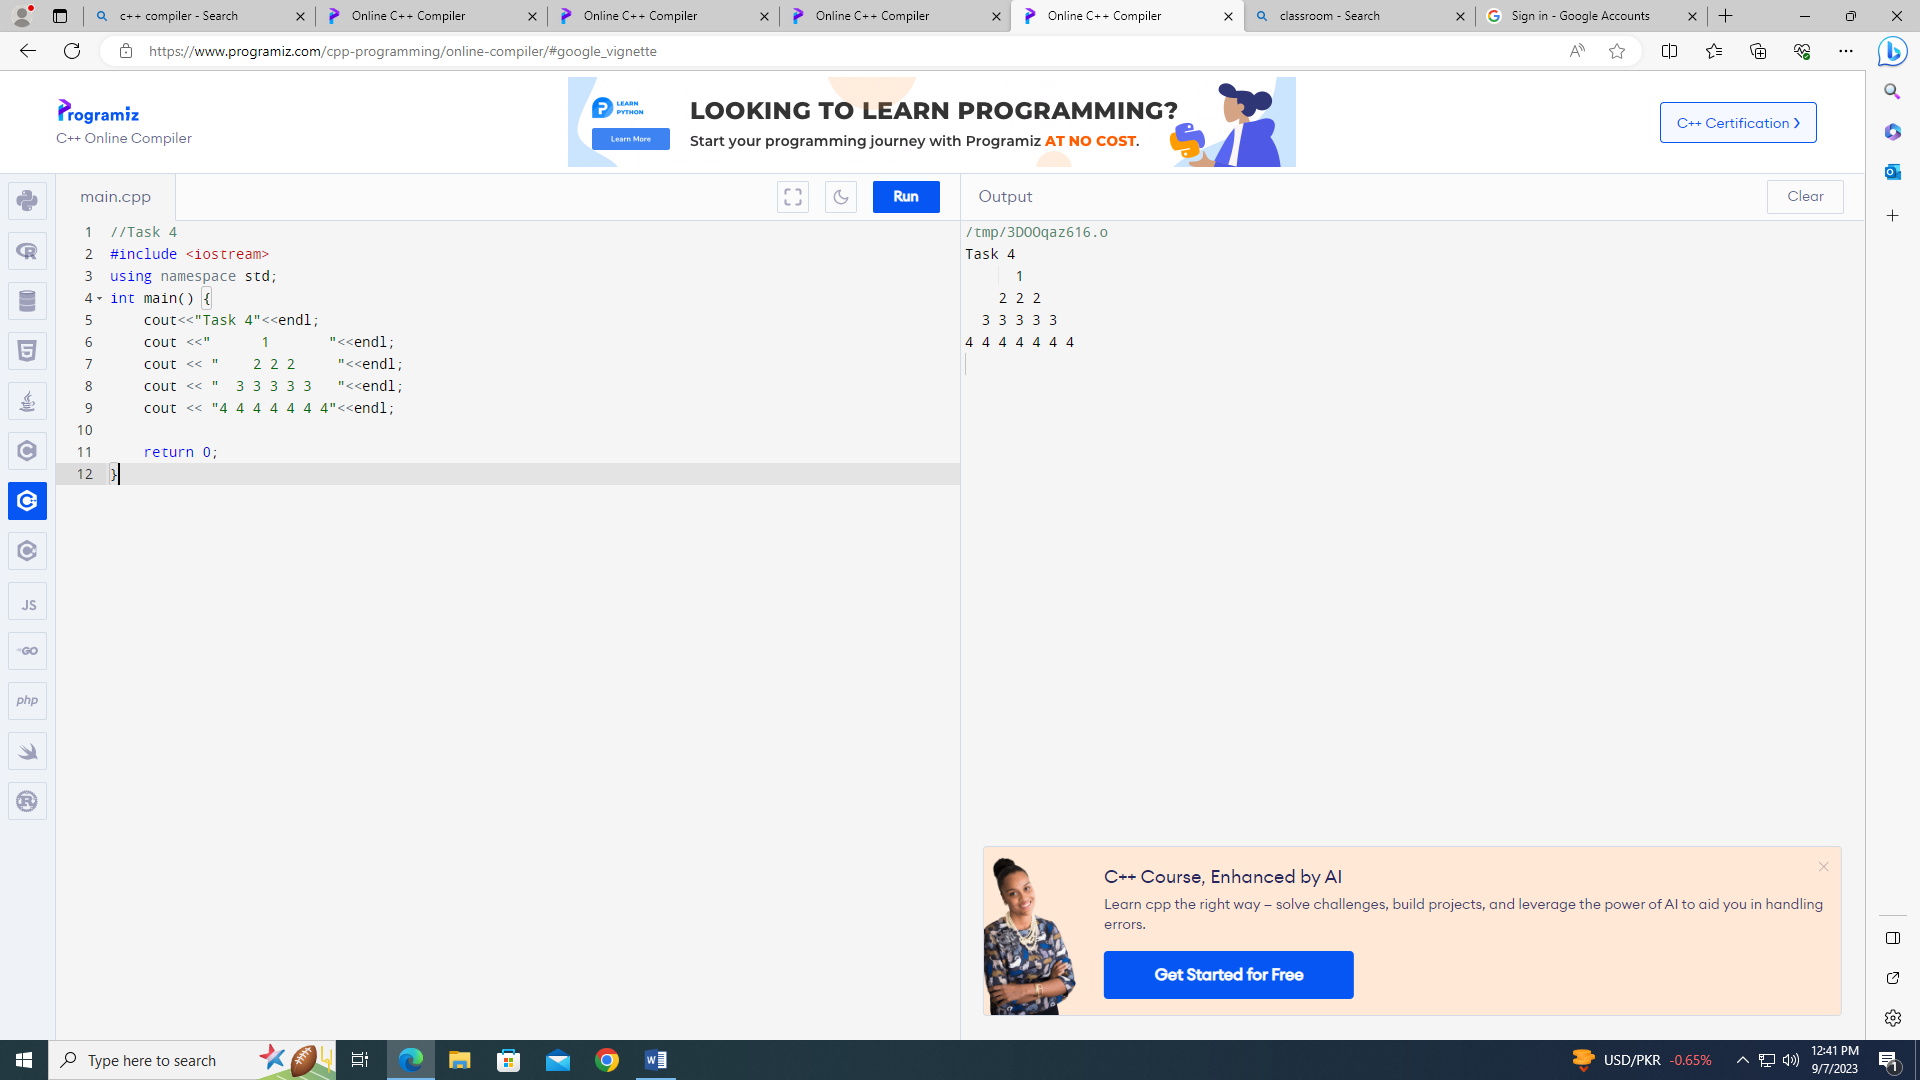 c++ compiler - Search
Online C++ Compiler
Online C++ Compiler
Online C++ Compiler
Online C++ Compiler
classroom - Search
Sign in - Google Accounts
https://www.programiz.com/cpp-programming/online-compiler/#google_vignette
Programiz
C++ Online Compiler
LEARN
PYTHON
Learn More
LOOKING TO LEARN PROGRAMMING?
Start your programming journey with Programiz AT NO COST.
C++ Certification
main.cpp
Run
Output
Clear
1 //Task 4
2 #include <iostream>
3 using namespace std;
4 int main() {
5     cout<<"Task 4"<<endl;
6     cout <<"      1       "<<endl;
7     cout << "    2 2 2     "<<endl;
8     cout << "  3 3 3 3 3   "<<endl;
9     cout << "4 4 4 4 4 4 4"<<endl;
10
11     return 0;
12 }
/tmp/3DOOqaz616.o
Task 4
      1
    2 2 2
  3 3 3 3 3
4 4 4 4 4 4 4
JS
GO
php
C++ Course, Enhanced by AI
Learn cpp the right way – solve challenges, build projects, and leverage the power of AI to aid you in handling
errors.
Get Started for Free
Type here to search
USD/PKR -0.65%
12:41 PM
9/7/2023
1